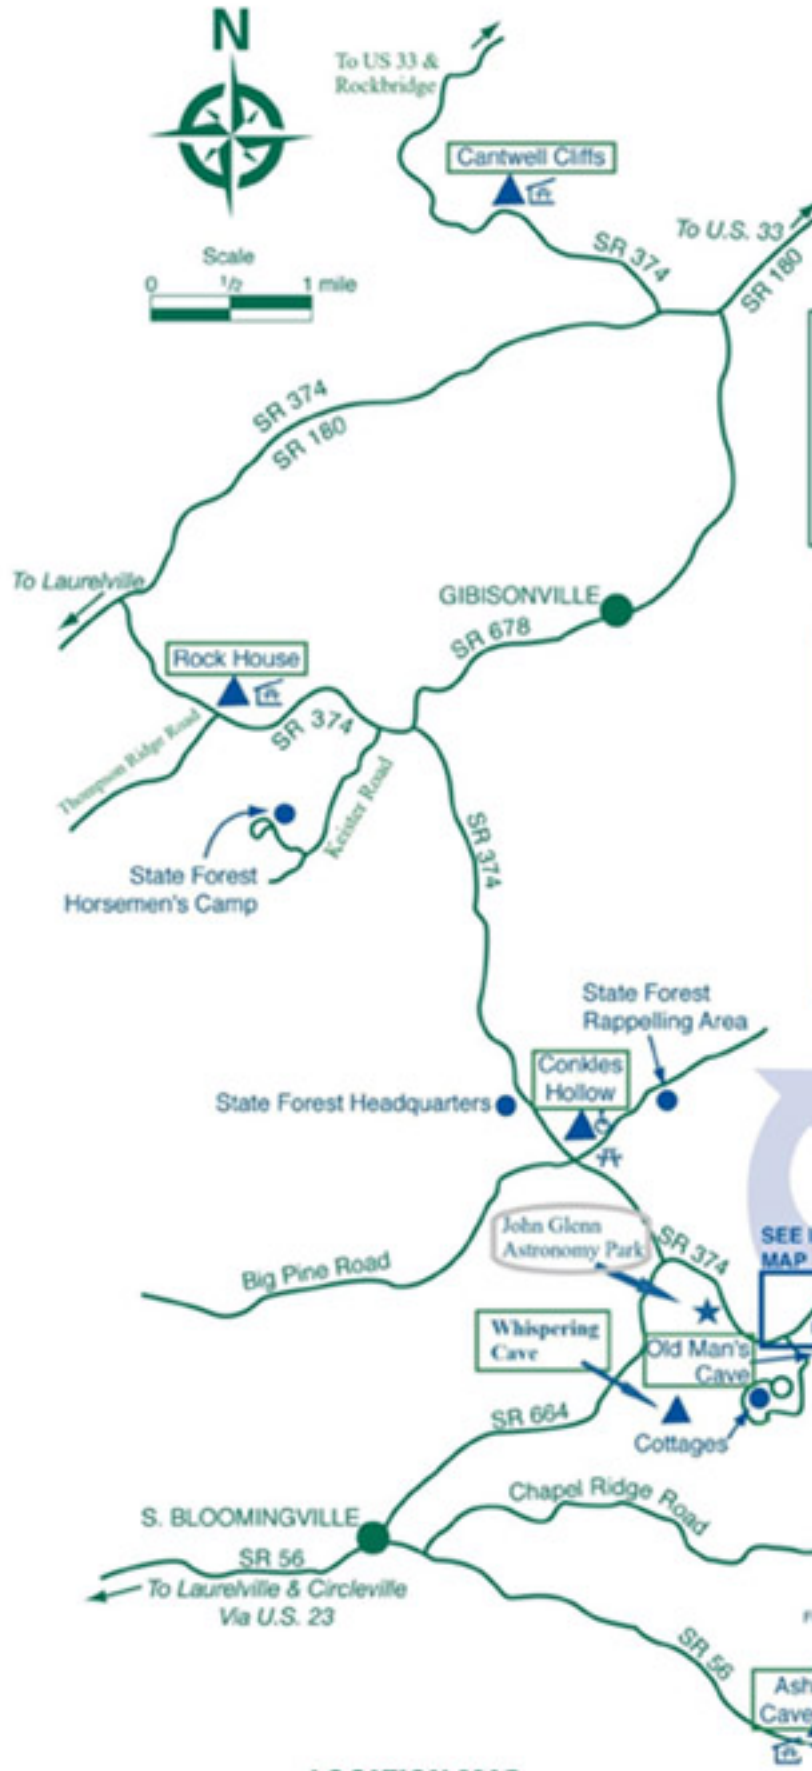 N
To US 33 &
Rockbridge
Cantwell Cliffs
To U.S. 33
SR 374
SR 180
Scale
0 1/2 1 mile
SR 374
SR 180
To Laurelville
GIBISONVILLE
SR 678
Rock House
SR 374
Thompson Ridge Road
Keister Road
SR 374
State Forest
Horsemen's Camp
State Forest
Rappelling Area
Conkles
Hollow
State Forest Headquarters
John Glenn
Astronomy Park
SR 374
SEE
MAP
Big Pine Road
Whispering
Cave
Old Man's
Cave
SR 664
Cottages
Chapel Ridge Road
S. BLOOMINGVILLE
SR 56
To Laurelville & Circleville
Via U.S. 23
SR 56
Ash
Cave